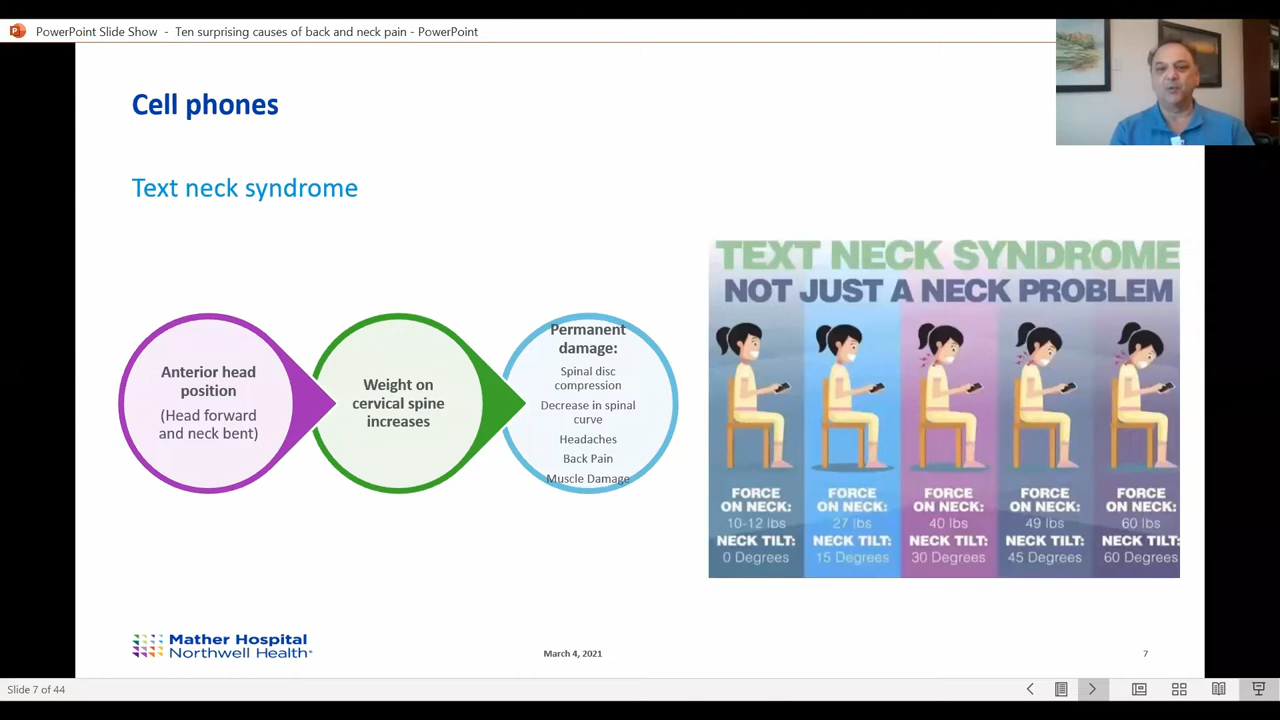 PowerPoint Slide Show - Ten surprising causes of back and neck pain - PowerPoint
Cell phones
Text neck syndrome
Anterior head
position
(Head forward
and neck bent)
Weight on
cervical spine
increases
Permanent
damage:
Spinal disc
compression
Decrease in spinal
curve
Headaches
Back Pain
Muscle Damage
TEXT NECK SYNDROME
NOT JUST A NECK PROBLEM
FORCE
ON NECK:
10-12 lbs
NECK TILT:
0 Degrees
FORCE
ON NECK:
27 lbs
NECK TILT:
15 Degrees
FORCE
ON NECK:
40 lbs
NECK TILT:
30 Degrees
FORCE
ON NECK:
49 lbs
NECK TILT:
45 Degrees
FORCE
ON NECK:
60 lbs
NECK TILT:
60 Degrees
Mather Hospital
Northwell Health
March 4, 2021
7
Slide 7 of 44